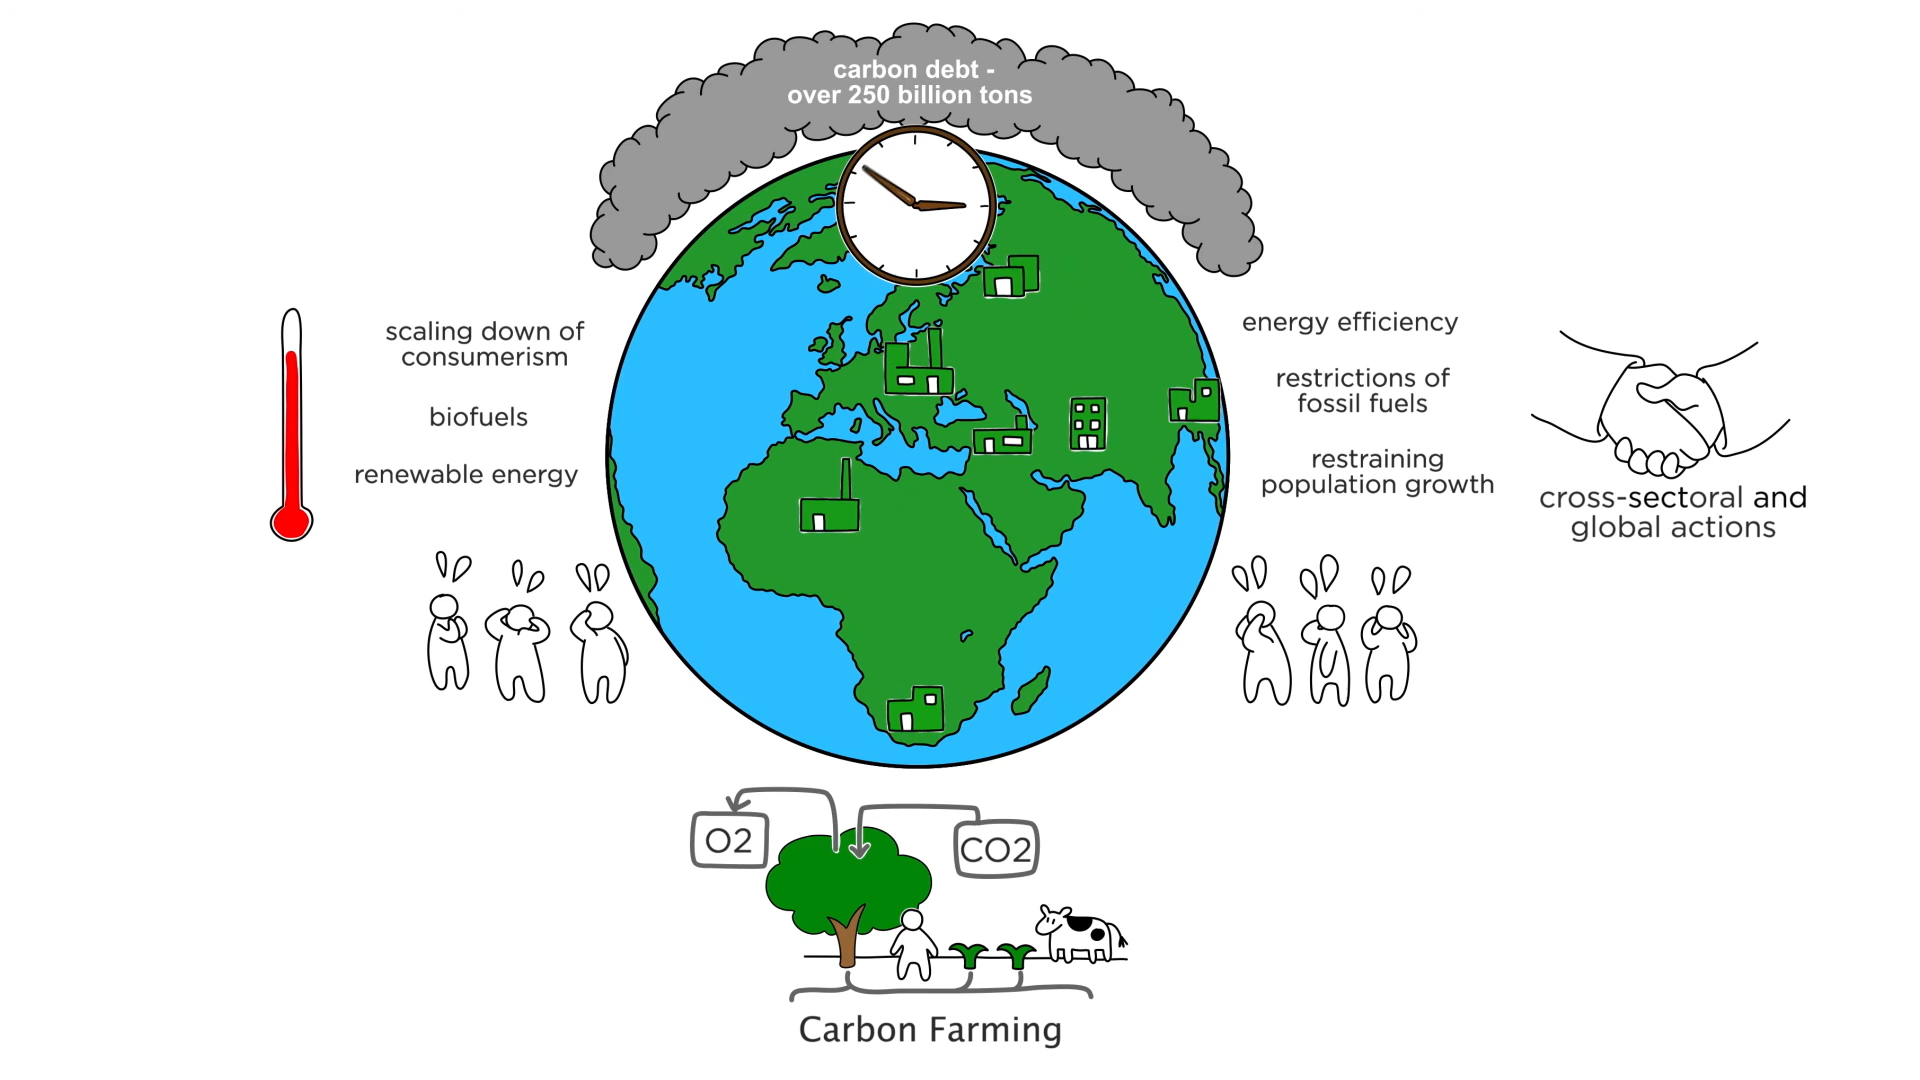 carbon debt -
over 250 billion tons
scaling down of
consumerism
biofuels
renewable energy
energy efficiency
restrictions of
fossil fuels
restraining
population growth
cross-sectoral and
global actions
O2
CO2
Carbon Farming